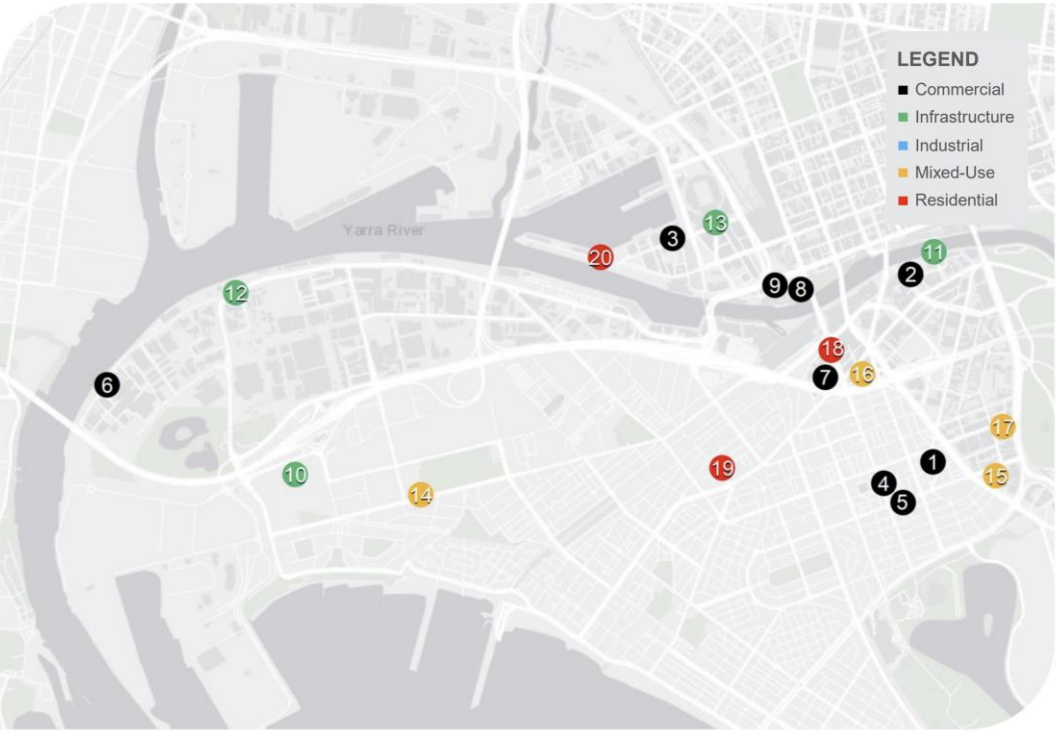 LEGEND
Commercial
Infrastructure
Industrial
Mixed-Use
Residential
Yarra River
13
3
11
20
2
9
8
12
18
16
7
6
17
1
19
10
15
4
14
5